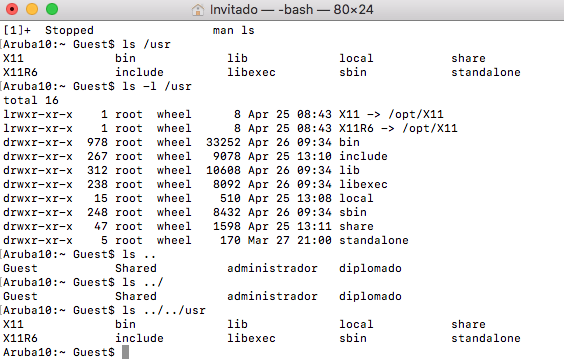 Invitado — -bash — 80×24
[1]+  Stopped                 man ls
Aruba10:~ Guest$ ls /usr
X11             bin             lib             local           share
X11R6           include         libexec         sbin            standalone
Aruba10:~ Guest$ ls -l /usr
total 16
lrwxr-xr-x    1 root  wheel      8 Apr 25 08:43 X11 -> /opt/X11
lrwxr-xr-x    1 root  wheel      8 Apr 25 08:43 X11R6 -> /opt/X11
drwxr-xr-x  978 root  wheel  33252 Apr 26 09:34 bin
drwxr-xr-x  267 root  wheel   9078 Apr 25 13:10 include
drwxr-xr-x  312 root  wheel  10608 Apr 26 09:34 lib
drwxr-xr-x  238 root  wheel   8092 Apr 26 09:34 libexec
drwxr-xr-x   15 root  wheel    510 Apr 25 13:08 local
drwxr-xr-x  248 root  wheel   8432 Apr 26 09:34 sbin
drwxr-xr-x   47 root  wheel   1598 Apr 25 13:11 share
drwxr-xr-x    5 root  wheel    170 Mar 27 21:00 standalone
Aruba10:~ Guest$ ls ..
Guest           Shared          administrador   diplomado
Aruba10:~ Guest$ ls ../
Guest           Shared          administrador   diplomado
Aruba10:~ Guest$ ls ../../usr
X11             bin             lib             local           share
X11R6           include         libexec         sbin            standalone
Aruba10:~ Guest$